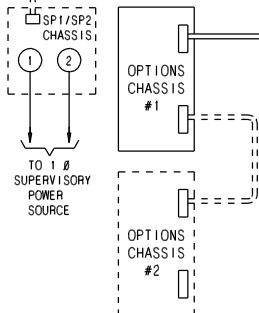 SP1/SP2
CHASSIS
1 2
TO 1 Ø
SUPERVISORY
POWER
SOURCE
OPTIONS
CHASSIS
#1
OPTIONS
CHASSIS
#2